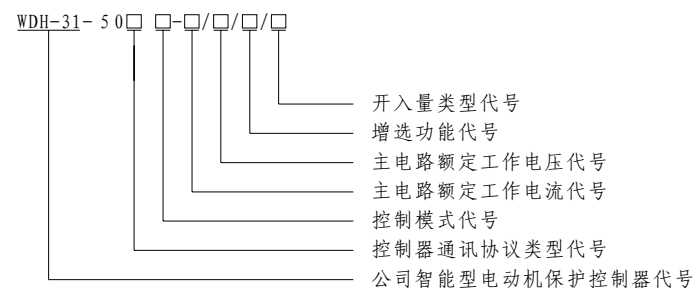 WDH-31-50□ □-□/□/□/□
开入量类型代号
增选功能代号
主电路额定工作电压代号
主电路额定工作电流代号
控制模式代号
控制器通讯协议类型代号
公司智能型电动机保护控制器代号